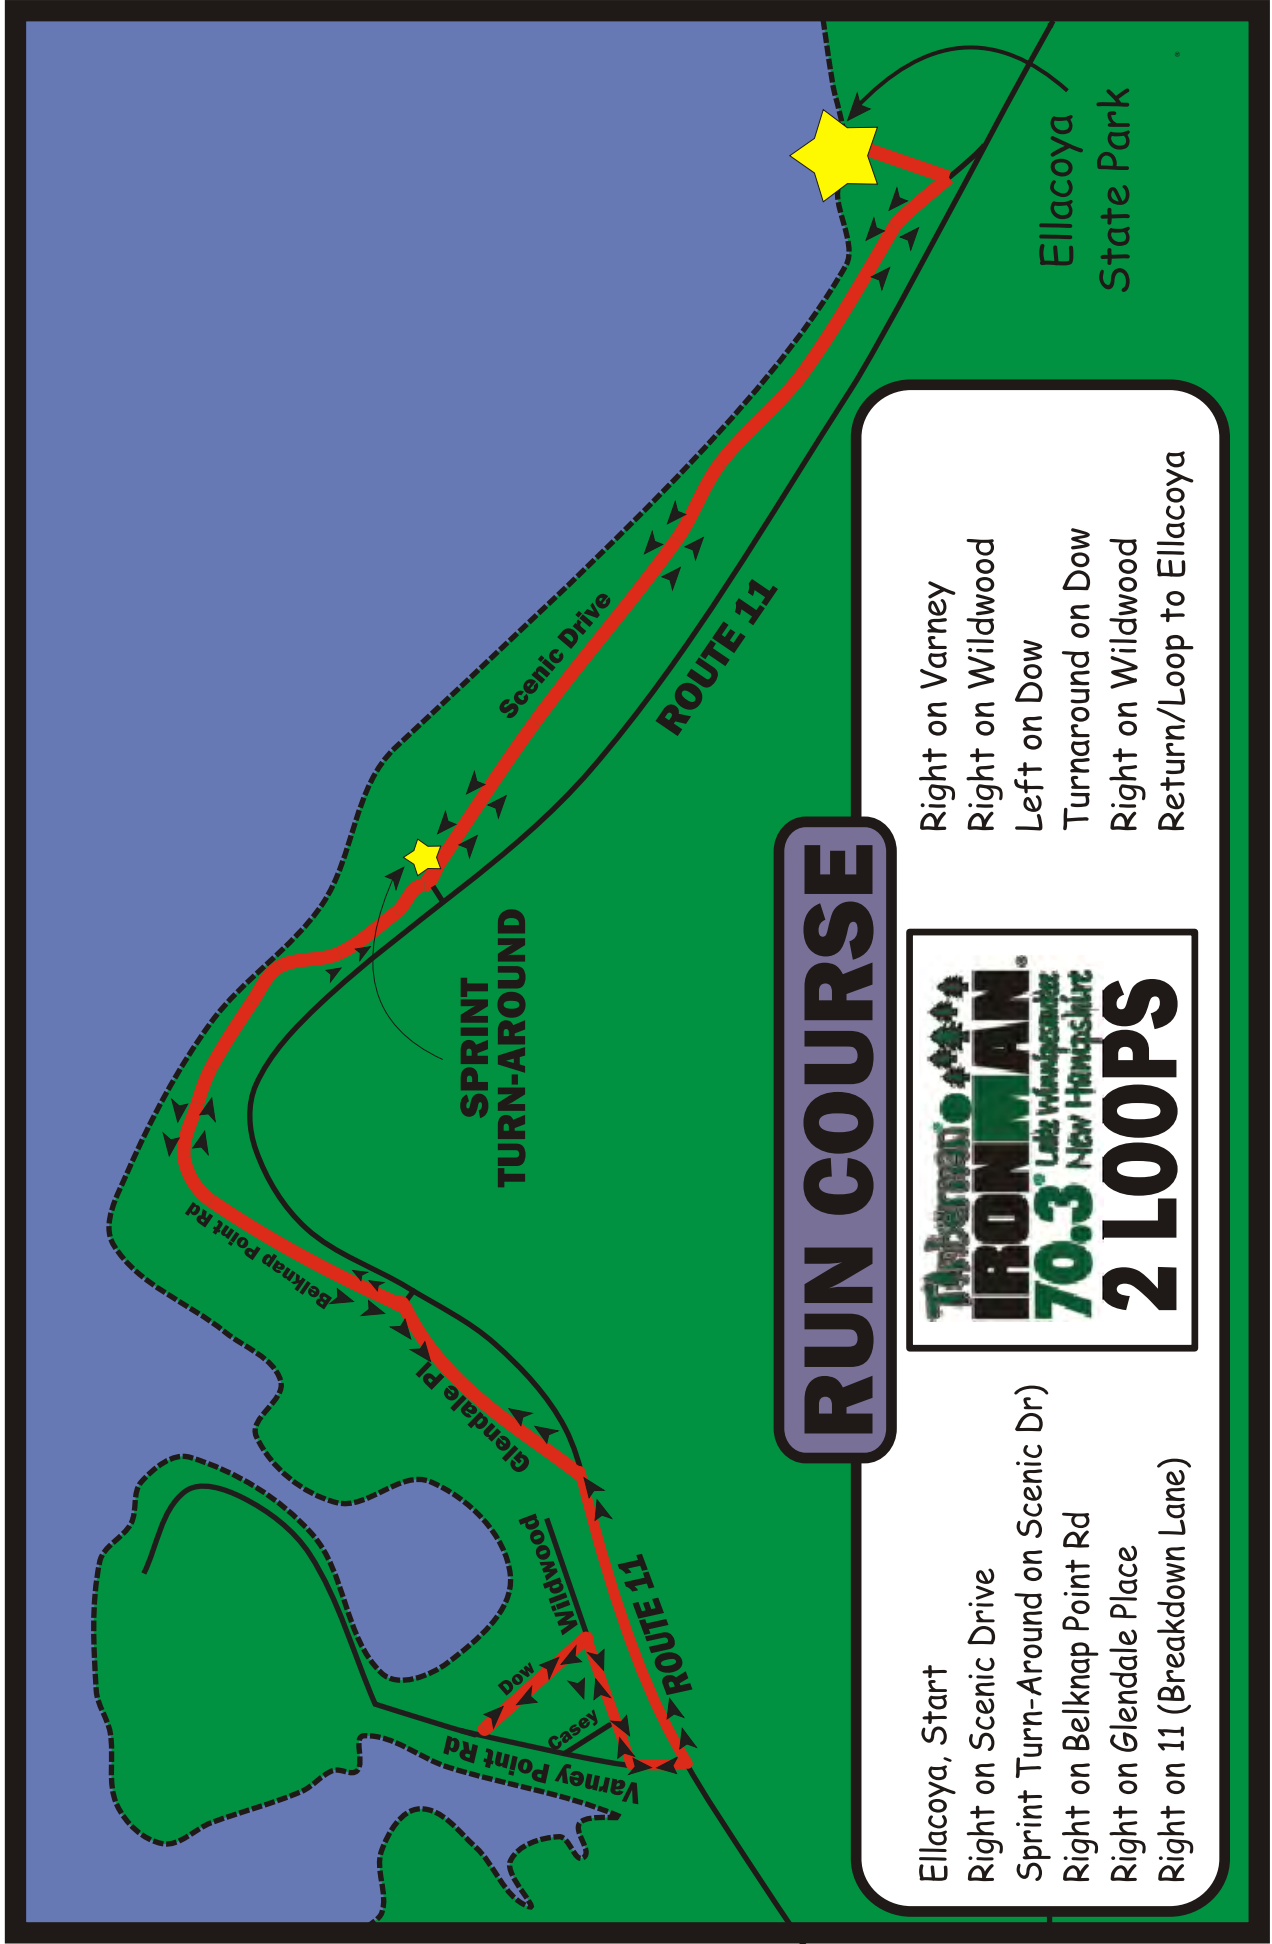 Ellacoya
State Park
Scenic Drive
ROUTE 11
SPRINT
TURN-AROUND
Belknap Point Rd
Glendale Pl
Wildwood
ROUTE 11
Dow
Casey
Varney Point Rd
RUN COURSE
Ellacoya, Start
Right on Scenic Drive
Sprint Turn-Around on Scenic Dr)
Right on Belknap Point Rd
Right on Glendale Place
Right on 11 (Breakdown Lane)
Timberman
IRONMAN®
70.3® Lake Winnipesaukee
New Hampshire
2 LOOPS
Right on Varney
Right on Wildwood
Left on Dow
Turnaround on Dow
Right on Wildwood
Return/Loop to Ellacoya